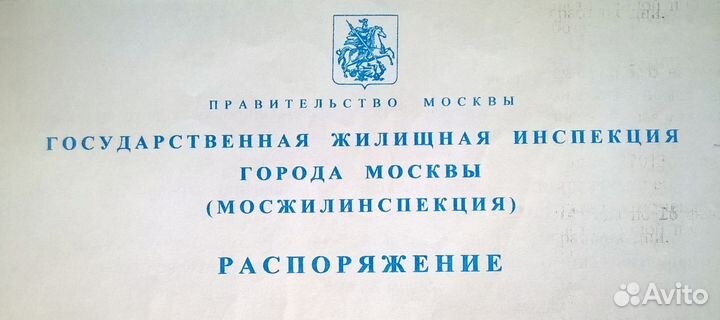 ПРАВИТЕЛЬСТВО МОСКВЫ
ГОСУДАРСТВЕННАЯ ЖИЛИЩНАЯ ИНСПЕКЦИЯ
ГОРОДА МОСКВЫ
(МОСЖИЛИНСПЕКЦИЯ)
РАСПОРЯЖЕНИЕ
Avito